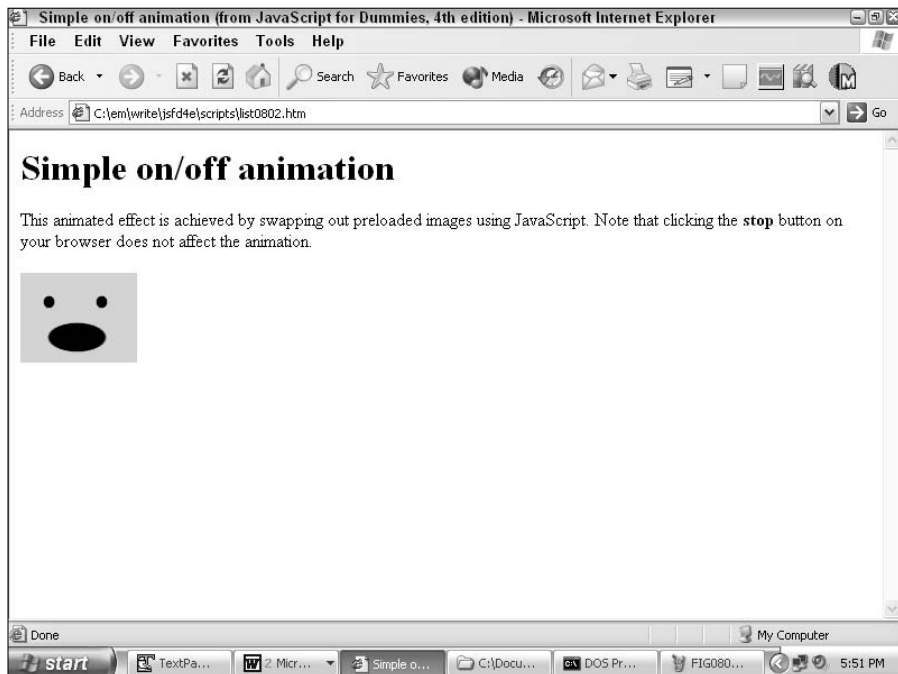 Simple on/off animation (from JavaScript for Dummies, 4th edition) - Microsoft Internet Explorer
File Edit View Favorites Tools Help
Back Search Favorites Media
Address C:\em\write\jsfd4e\scripts\list0802.htm Go
Simple on/off animation
This animated effect is achieved by swapping out preloaded images using JavaScript. Note that clicking the stop button on
your browser does not affect the animation.
Done My Computer
start TextPa... 2 Micr... Simple o... C:\Docu... DOS Pr... FIG080... 5:51 PM